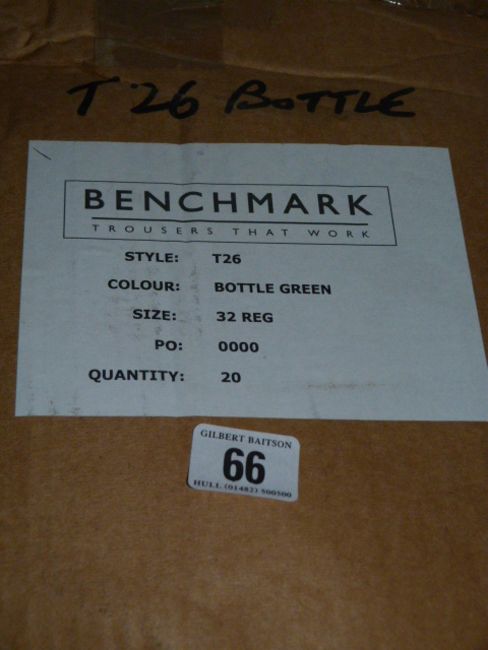 T.26 BOTTLE
BENCHMARK
TROUSERS THAT WORK
STYLE: T26
COLOUR: BOTTLE GREEN
SIZE: 32 REG
PO: 0000
QUANTITY: 20
GILBERT BAITSON
66
HULL (01482) 500500